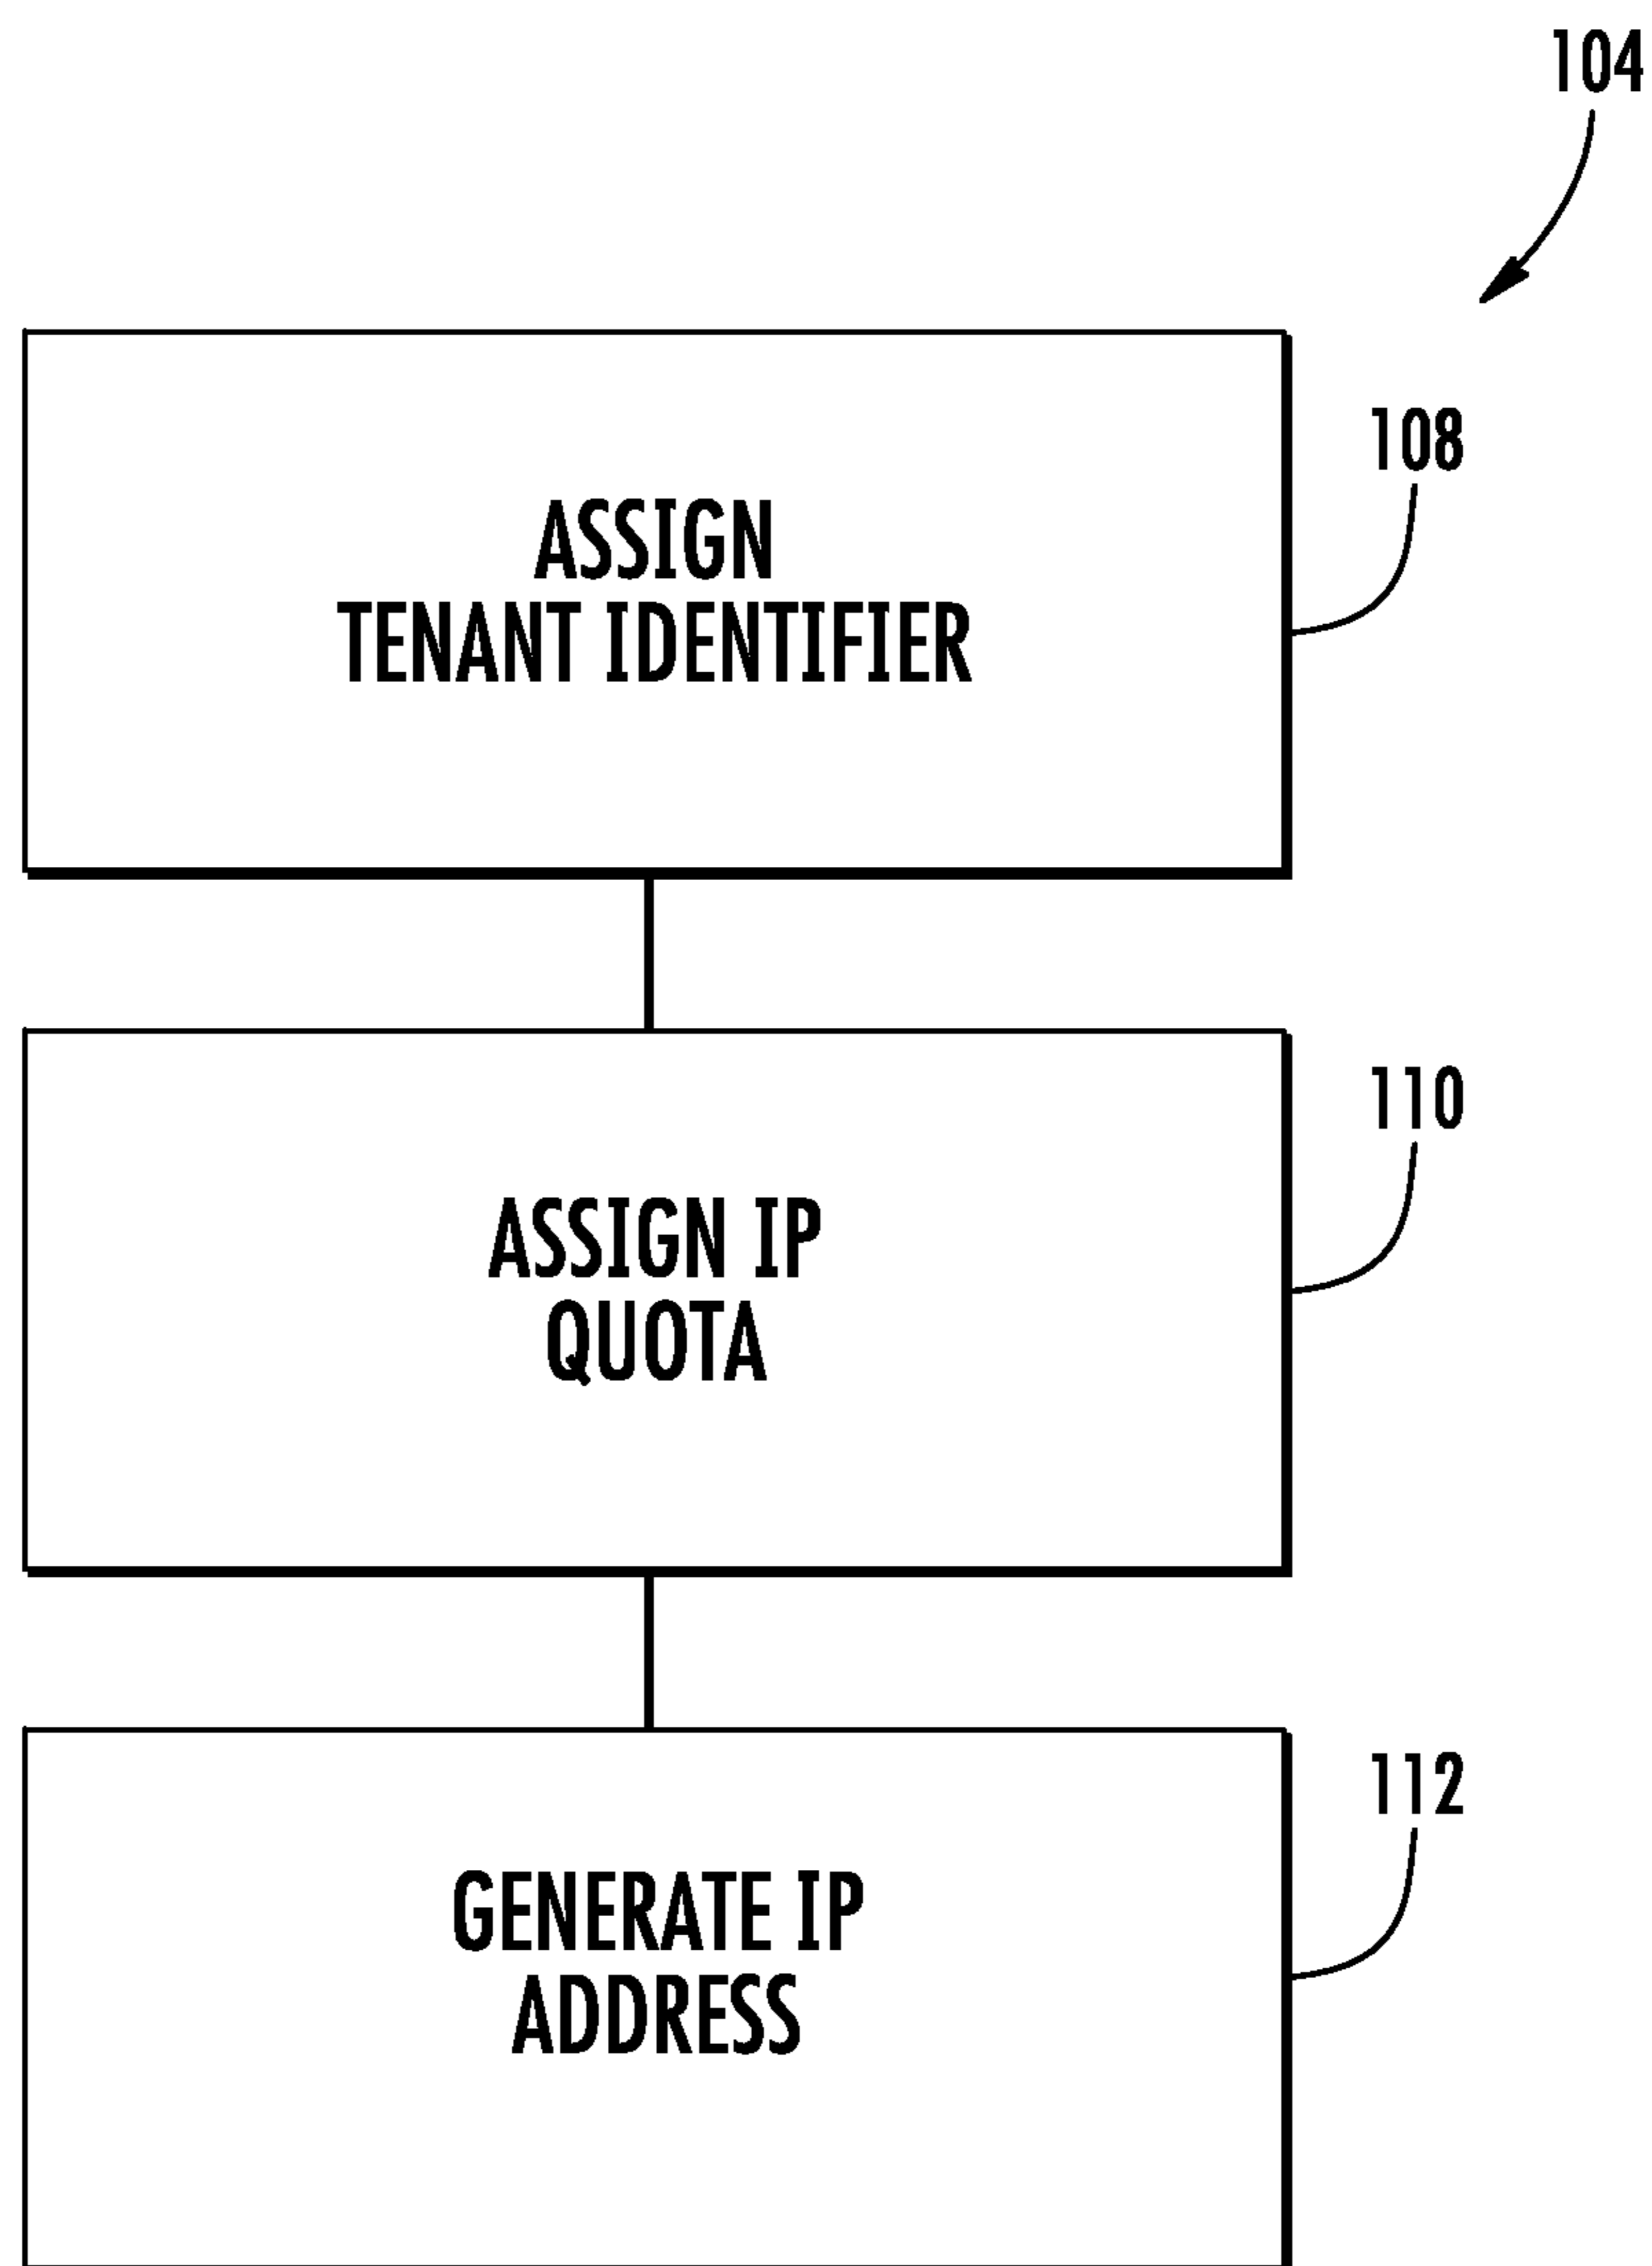 104
108
ASSIGN
TENANT IDENTIFIER
110
ASSIGN IP
QUOTA
112
GENERATE IP
ADDRESS